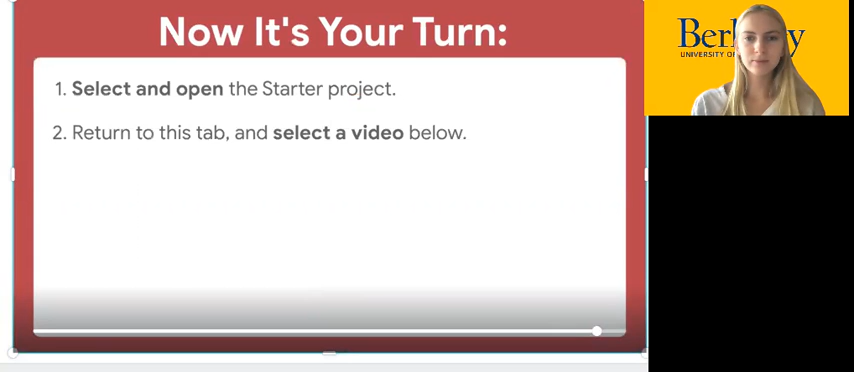 Now It's Your Turn:
1. Select and open the Starter project.
2. Return to this tab, and select a video below.
UNIVERSITY OF